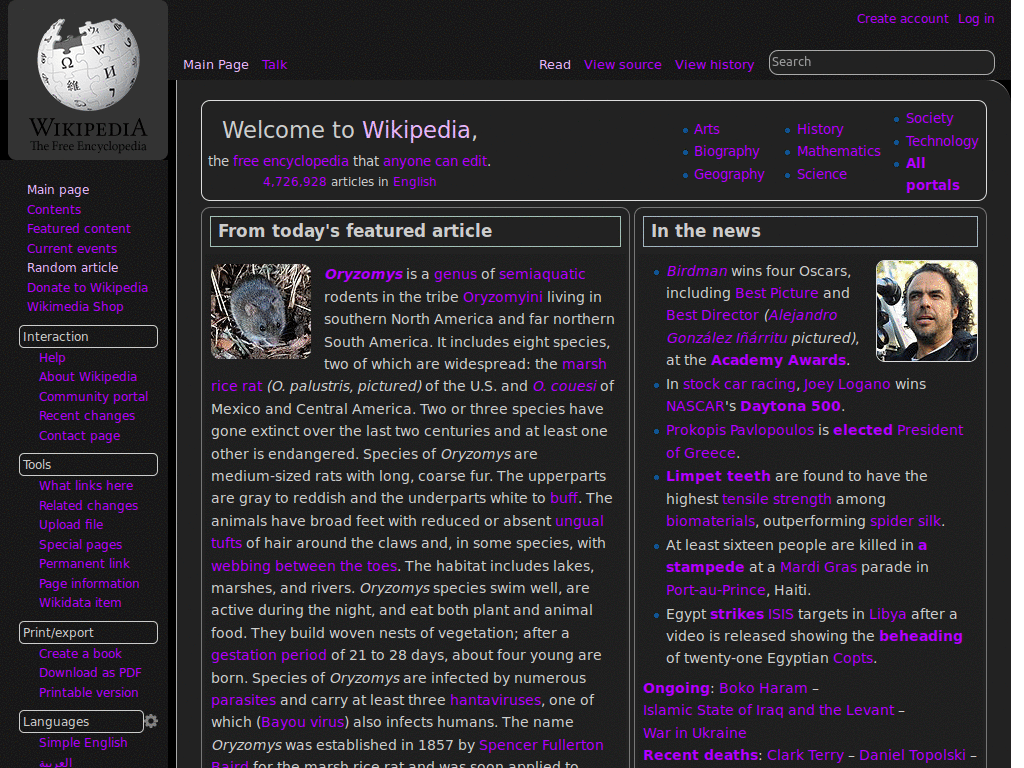 Create account Log in
Main Page Talk Read View source View history Search
WIKIPEDIA
The Free Encyclopedia
Main page
Contents
Featured content
Current events
Random article
Donate to Wikipedia
Wikimedia Shop
Interaction
Help
About Wikipedia
Community portal
Recent changes
Contact page
Tools
What links here
Related changes
Upload file
Special pages
Permanent link
Page information
Wikidata item
Print/export
Create a book
Download as PDF
Printable version
Languages
Simple English
العربية
Welcome to Wikipedia,
the free encyclopedia that anyone can edit.
4,726,928 articles in English
Arts
Biography
Geography
History
Mathematics
Science
Society
Technology
All
portals
From today's featured article
Oryzomys is a genus of semiaquatic
rodents in the tribe Oryzomyini living in
southern North America and far northern
South America. It includes eight species,
two of which are widespread: the marsh
rice rat (O. palustris, pictured) of the U.S. and O. couesi of
Mexico and Central America. Two or three species have
gone extinct over the last two centuries and at least one
other is endangered. Species of Oryzomys are
medium-sized rats with long, coarse fur. The upperparts
are gray to reddish and the underparts white to buff. The
animals have broad feet with reduced or absent ungual
tufts of hair around the claws and, in some species, with
webbing between the toes. The habitat includes lakes,
marshes, and rivers. Oryzomys species swim well, are
active during the night, and eat both plant and animal
food. They build woven nests of vegetation; after a
gestation period of 21 to 28 days, about four young are
born. Species of Oryzomys are infected by numerous
parasites and carry at least three hantaviruses, one of
which (Bayou virus) also infects humans. The name
Oryzomys was established in 1857 by Spencer Fullerton
Baird for the marsh rice rat and was soon applied to
In the news
Birdman wins four Oscars,
including Best Picture and
Best Director (Alejandro
González Iñárritu pictured),
at the Academy Awards.
In stock car racing, Joey Logano wins
NASCAR's Daytona 500.
Prokopis Pavlopoulos is elected President
of Greece.
Limpet teeth are found to have the
highest tensile strength among
biomaterials, outperforming spider silk.
At least sixteen people are killed in a
stampede at a Mardi Gras parade in
Port-au-Prince, Haiti.
Egypt strikes ISIS targets in Libya after a
video is released showing the beheading
of twenty-one Egyptian Copts.
Ongoing: Boko Haram –
Islamic State of Iraq and the Levant –
War in Ukraine
Recent deaths: Clark Terry – Daniel Topolski –